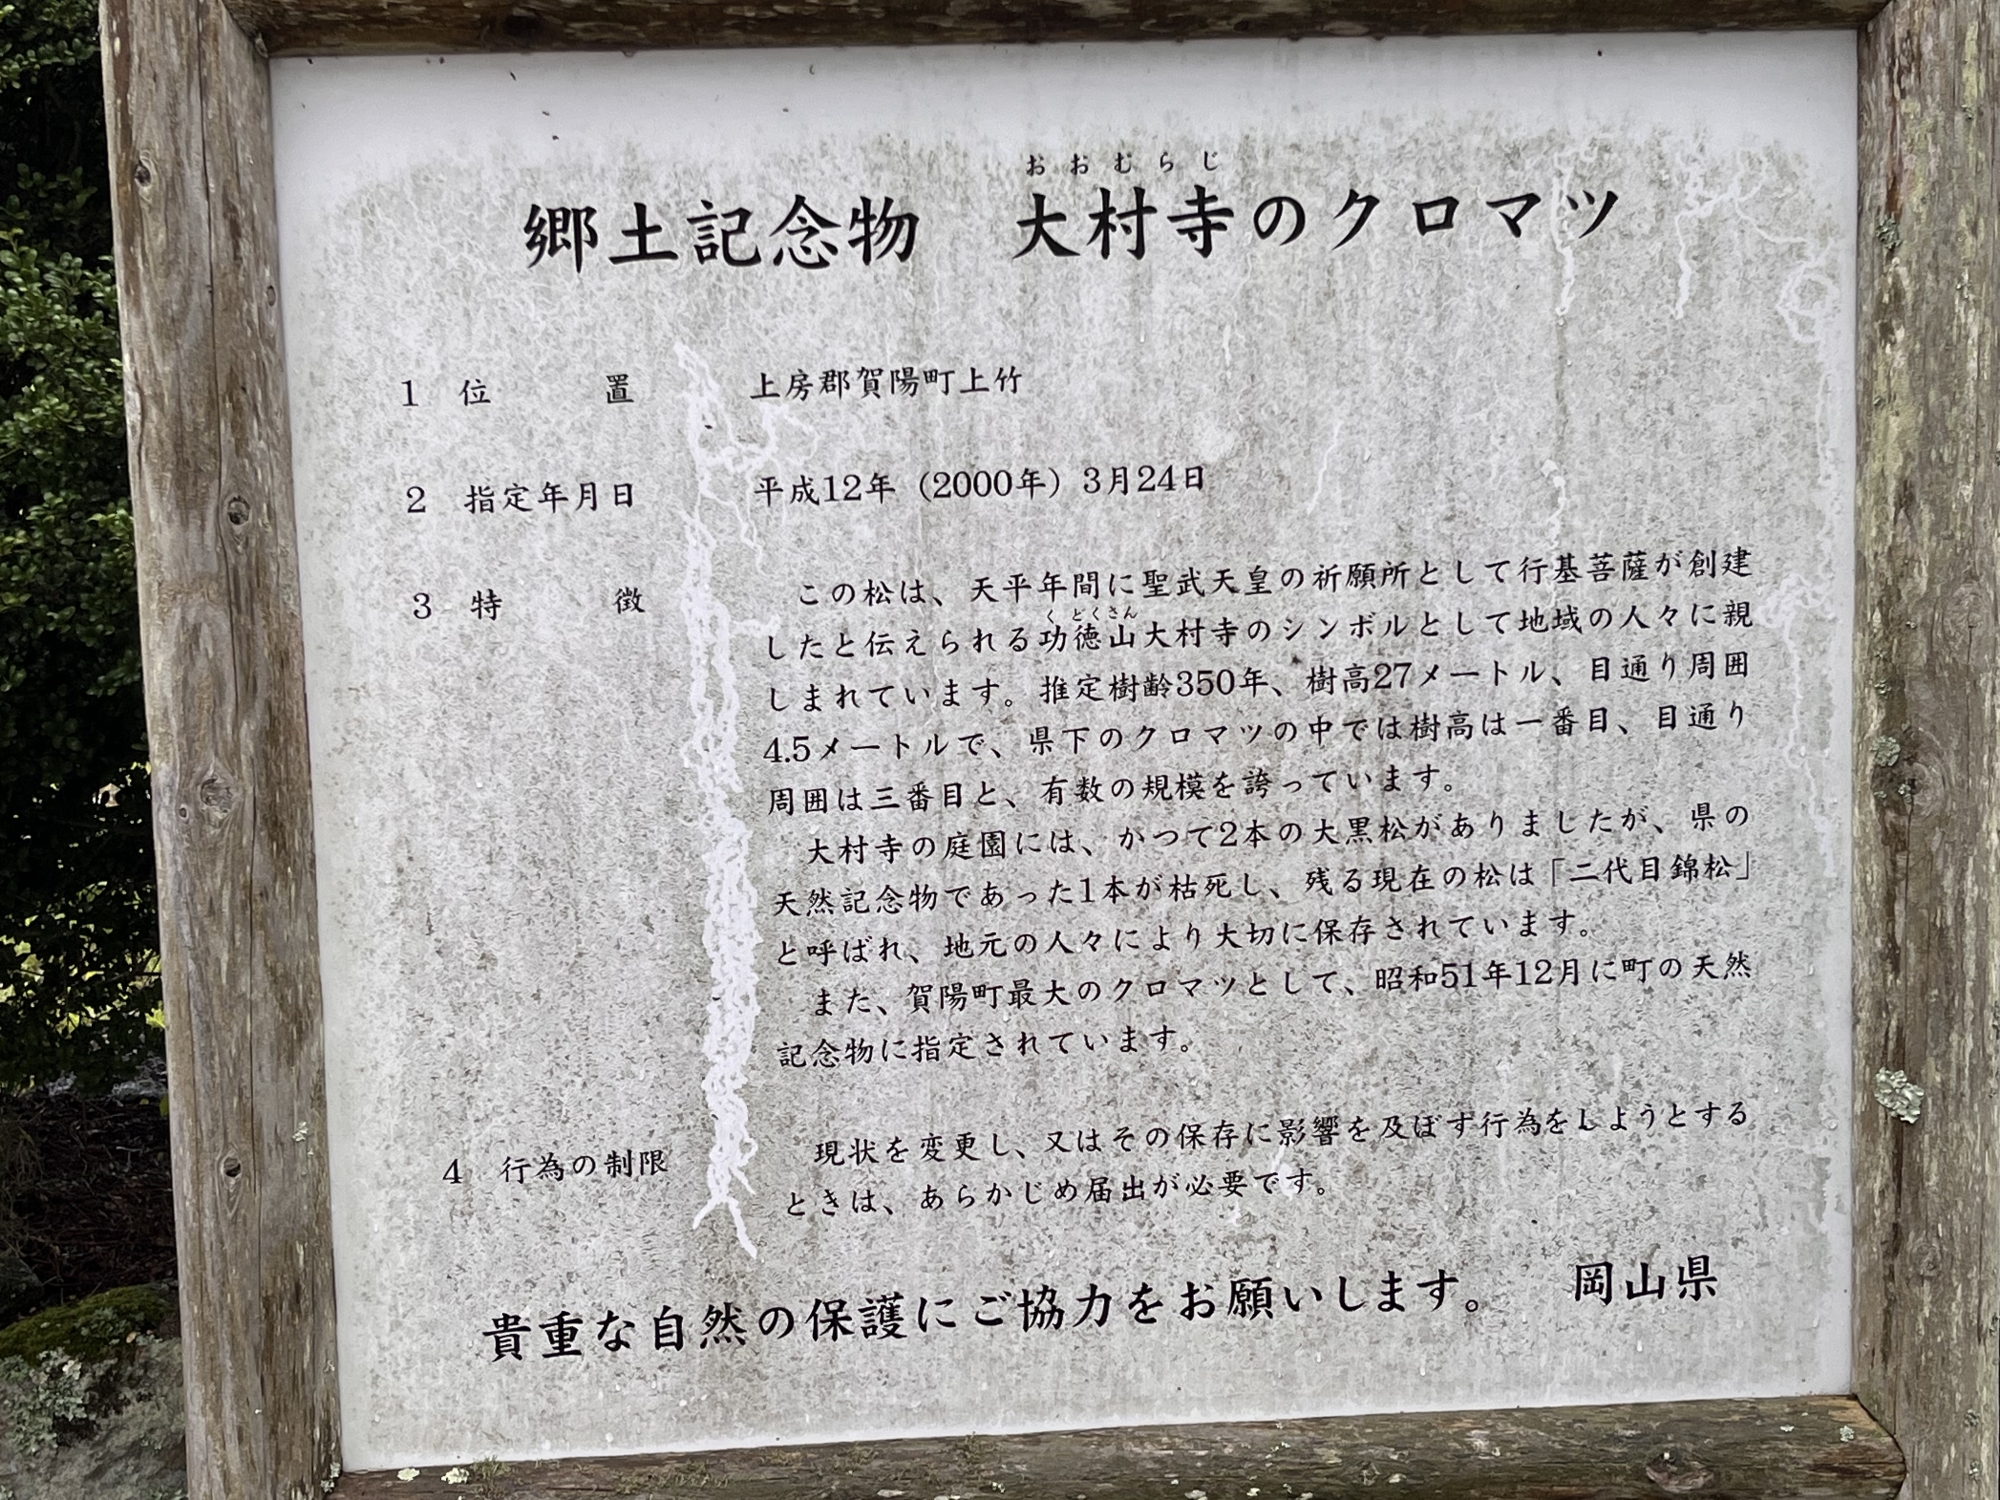 おおむらじ
郷土記念物　大村寺のクロマツ
1　位　　　置　　上房郡賀陽町上竹
2　指定年月日　　平成12年（2000年）3月24日
3　特　　　徴　　この松は、天平年間に聖武天皇の祈願所として行基菩薩が創建
くどくさん
したと伝えられる功徳山大村寺のシンボルとして地域の人々に親
しまれています。推定樹齢350年、樹高27メートル、目通り周囲
4.5メートルで、県下のクロマツの中では樹高は一番目、目通り
周囲は三番目と、有数の規模を誇っています。
大村寺の庭園には、かつて2本の大黒松がありましたが、県の
天然記念物であった1本が枯死し、残る現在の松は「二代目錦松」
と呼ばれ、地元の人々により大切に保存されています。
また、賀陽町最大のクロマツとして、昭和51年12月に町の天然
記念物に指定されています。
4　行為の制限　　現状を変更し、又はその保存に影響を及ぼす行為をしようとする
ときは、あらかじめ届出が必要です。
貴重な自然の保護にご協力をお願いします。　岡山県